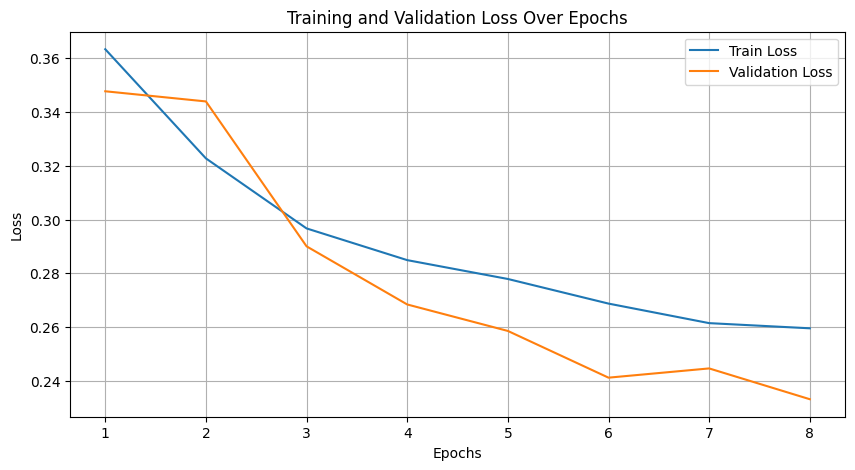 Training and Validation Loss Over Epochs
Train Loss
Validation Loss
0.36
0.34
0.32
0.30
0.28
0.26
0.24
Loss
1 2 3 4 5 6 7 8
Epochs